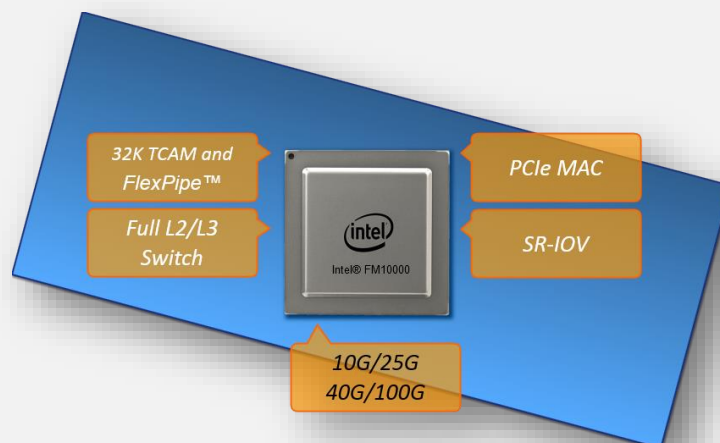 32K TCAM and
FlexPipe™
PCIe MAC
Full L2/L3
Switch
SR-IOV
intel
Intel® FM10000
10G/25G
40G/100G